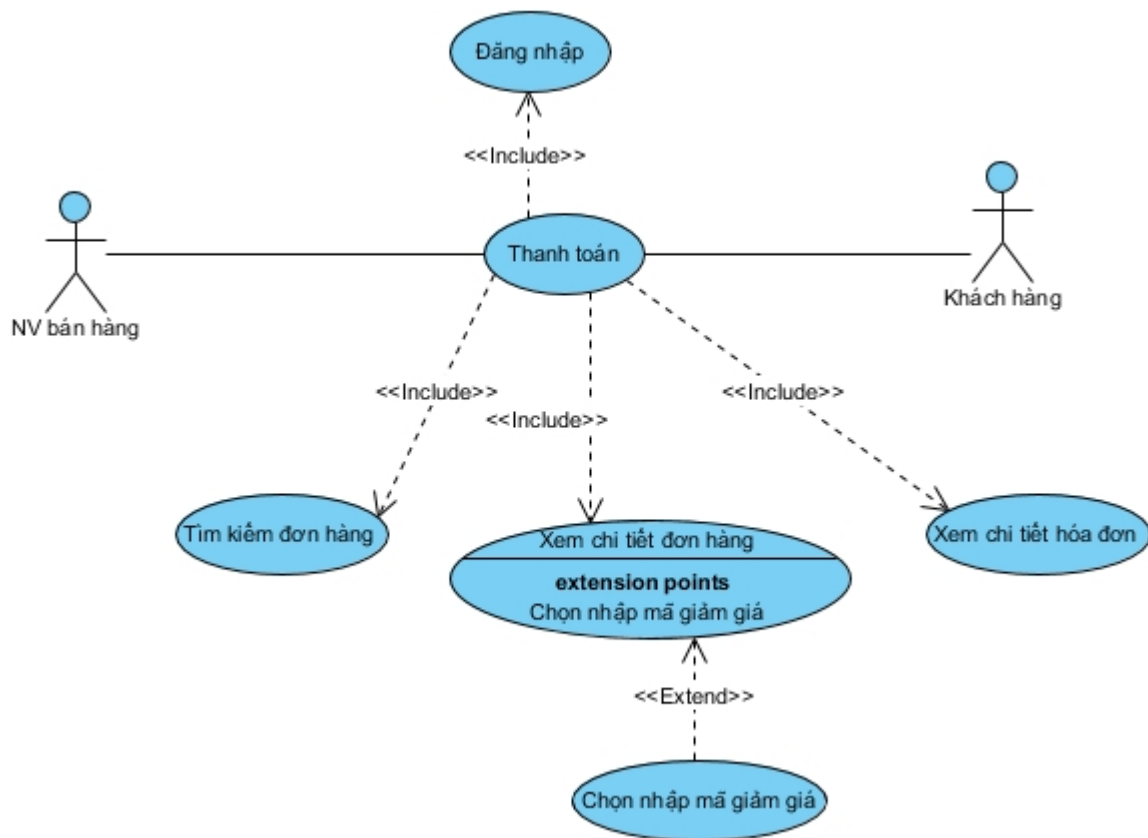 Đăng nhập
<<Include>>
Thanh toán
NV bán hàng
Khách hàng
<<Include>>
<<Include>>
<<Include>>
Tìm kiếm đơn hàng
Xem chi tiết đơn hàng
extension points
Chọn nhập mã giảm giá
Xem chi tiết hóa đơn
<<Extend>>
Chọn nhập mã giảm giá